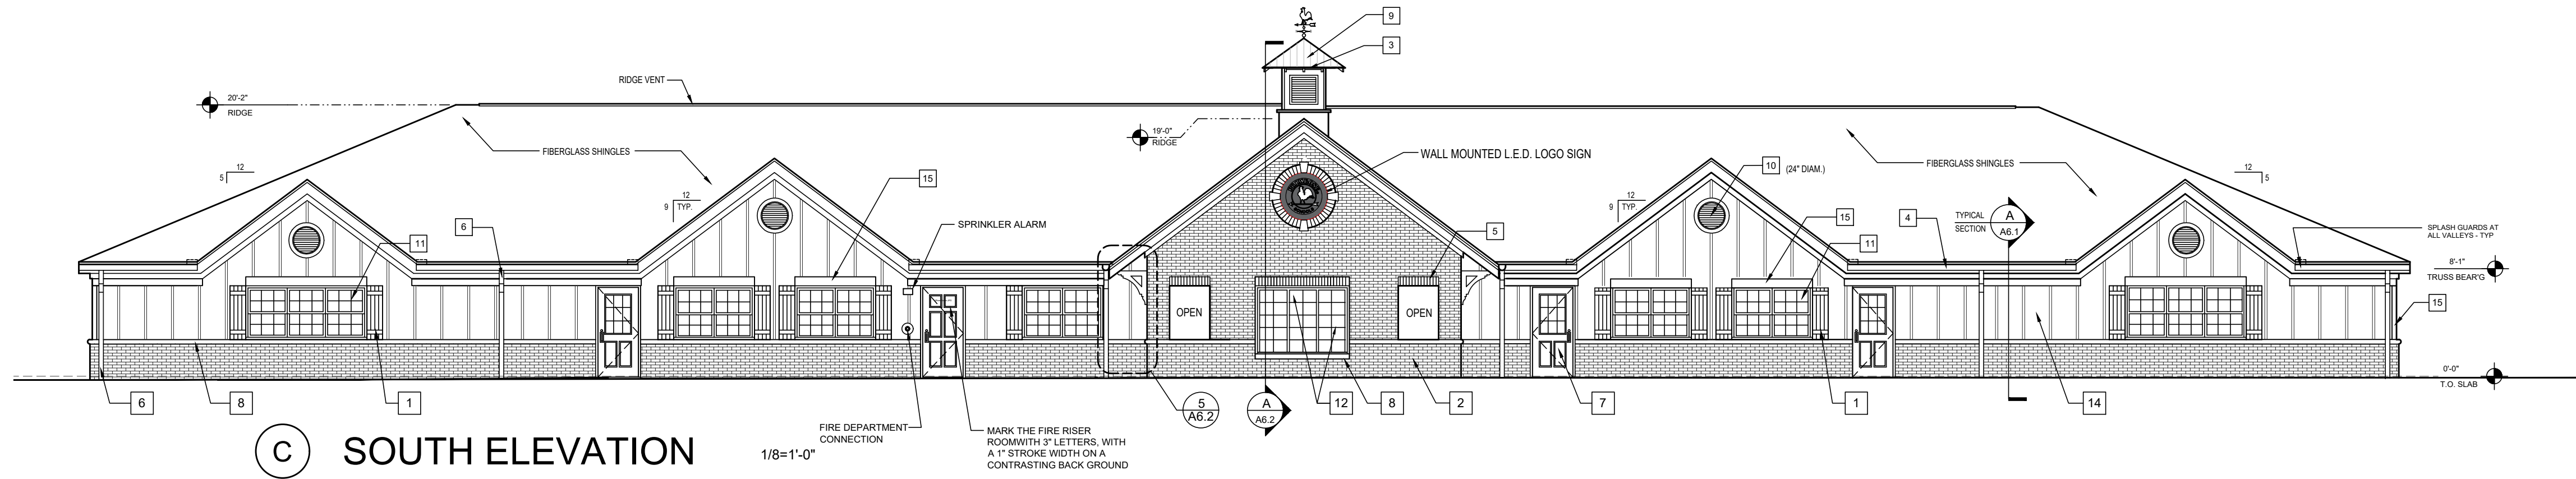 9
3
RIDGE VENT
20'-2"
RIDGE
19'-0"
RIDGE
FIBERGLASS SHINGLES
WALL MOUNTED L.E.D. LOGO SIGN
10
(24" DIAM.)
FIBERGLASS SHINGLES
12
5
12
5
15
12
9
TYP.
12
9
TYP.
6
SPRINKLER ALARM
11
5
15
4
TYPICAL
SECTION
A
A6.1
11
SPLASH GUARDS AT
ALL VALLEYS - TYP
8'-1"
TRUSS BEAR'G
15
OPEN
OPEN
0'-0"
T.O. SLAB
6
8
1
5
A6.2
A
A6.2
12
8
2
7
1
14
FIRE DEPARTMENT
CONNECTION
MARK THE FIRE RISER
ROOMWITH 3" LETTERS, WITH
A 1" STROKE WIDTH ON A
CONTRASTING BACK GROUND
C
SOUTH ELEVATION
1/8=1'-0"